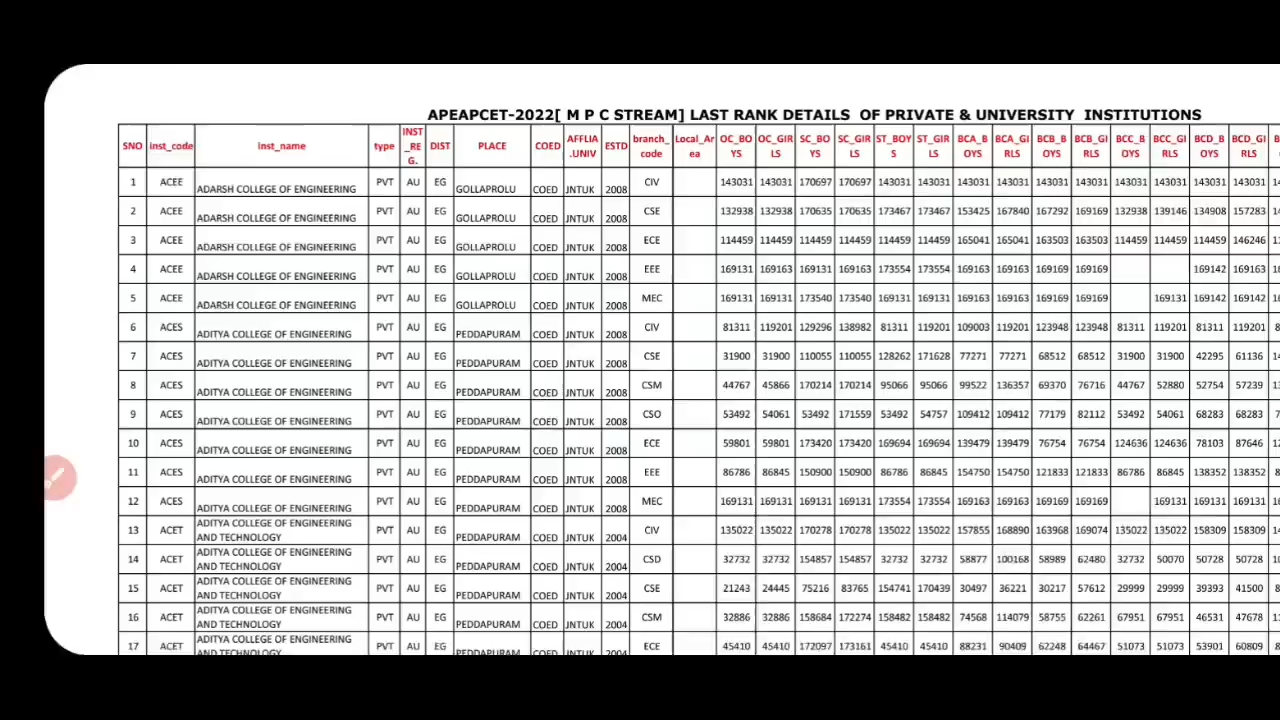 APEAPCET-2022[ M P C STREAM] LAST RANK DETAILS OF PRIVATE & UNIVERSITY INSTITUTIONS
SNO inst_code Inst_name type INST_REG. PLACE DIST COED AFFLIA.UNIV ESTD branch_code Local_Area OC_BOYS OC_GIRLS SC_BOYS SC_GIRLS ST_BOYS ST_GIRLS BCA_BOYS BCA_GIRLS BCB_BOYS BCB_GIRLS BCC_BOYS BCC_GIRLS BCD_BOYS BCD_GIRLS
1 ACEE ADARSH COLLEGE OF ENGINEERING PVT AU EG GOLLAPROLU COED JNTUK 2008 CIV 143031 143031 170697 170697 143031 143031 143031 143031 143031 143031 143031 143031 143031 143031
2 ACEE ADARSH COLLEGE OF ENGINEERING PVT AU EG GOLLAPROLU COED JNTUK 2008 CSE 132938 132938 170635 170635 173467 173467 153425 167840 167292 169169 132938 139146 134908 157283
3 ACEE ADARSH COLLEGE OF ENGINEERING PVT AU EG GOLLAPROLU COED JNTUK 2008 ECE 114459 114459 114459 114459 114459 114459 165041 165041 163503 163503 114459 114459 114459 146246
4 ACEE ADARSH COLLEGE OF ENGINEERING PVT AU EG GOLLAPROLU COED JNTUK 2008 EEE 169131 169163 169131 169163 173554 173554 169163 169163 169169 169169 169142 169163
5 ACEE ADARSH COLLEGE OF ENGINEERING PVT AU EG GOLLAPROLU COED JNTUK 2008 MEC 169131 169131 173540 173540 169131 169131 169163 169163 169169 169169 169131 169142 169142
6 ACES ADITYA COLLEGE OF ENGINEERING PVT AU EG PEDDAPURAM COED JNTUK 2008 CIV 81311 119201 129296 138982 81311 119201 109003 119201 123948 123948 81311 119201 81311 119201
7 ACES ADITYA COLLEGE OF ENGINEERING PVT AU EG PEDDAPURAM COED JNTUK 2008 CSE 31900 31900 110055 110055 128262 171628 77271 77271 68512 68512 31900 31900 42295 61136
8 ACES ADITYA COLLEGE OF ENGINEERING PVT AU EG PEDDAPURAM COED JNTUK 2008 CSM 44767 45866 170214 170214 95066 95066 99522 136357 69370 76716 44767 52880 52754 57239
9 ACES ADITYA COLLEGE OF ENGINEERING PVT AU EG PEDDAPURAM COED JNTUK 2008 CSO 53492 54061 53492 171559 53492 54757 109412 109412 77179 82112 53492 54061 68283 68283
10 ACES ADITYA COLLEGE OF ENGINEERING PVT AU EG PEDDAPURAM COED JNTUK 2008 ECE 59801 59801 173420 173420 169694 169694 139479 139479 76754 76754 124636 124636 78103 87646
11 ACES ADITYA COLLEGE OF ENGINEERING PVT AU EG PEDDAPURAM COED JNTUK 2008 EEE 86786 86845 150900 150900 86786 86845 154750 154750 121833 121833 86786 86845 138352 138352
12 ACES ADITYA COLLEGE OF ENGINEERING PVT AU EG PEDDAPURAM COED JNTUK 2008 MEC 169131 169131 169131 169131 173554 173554 169163 169163 169169 169169 169131 169131 169131
13 ACET ADITYA COLLEGE OF ENGINEERING AND TECHNOLOGY PVT AU EG PEDDAPURAM COED JNTUK 2004 CIV 135022 135022 170278 170278 135022 135022 157855 168890 163968 169074 135022 135022 158309 158309
14 ACET ADITYA COLLEGE OF ENGINEERING AND TECHNOLOGY PVT AU EG PEDDAPURAM COED JNTUK 2004 CSD 32732 32732 154857 154857 32732 32732 58877 100168 58989 62480 32732 50070 50728 50728
15 ACET ADITYA COLLEGE OF ENGINEERING AND TECHNOLOGY PVT AU EG PEDDAPURAM COED JNTUK 2004 CSE 21243 24445 75216 83765 154741 170439 30497 36221 30217 57612 29999 29999 39393 41500
16 ACET ADITYA COLLEGE OF ENGINEERING AND TECHNOLOGY PVT AU EG PEDDAPURAM COED JNTUK 2004 CSM 32886 32886 158684 172274 158482 158482 74568 114079 58755 62261 67951 67951 46531 47678
17 ACET ADITYA COLLEGE OF ENGINEERING AND TECHNOLOGY PVT AU EG PEDDAPURAM COED JNTUK 2004 ECE 45410 45410 172097 173161 45410 45410 88231 90409 62248 64467 51073 51073 53901 60809